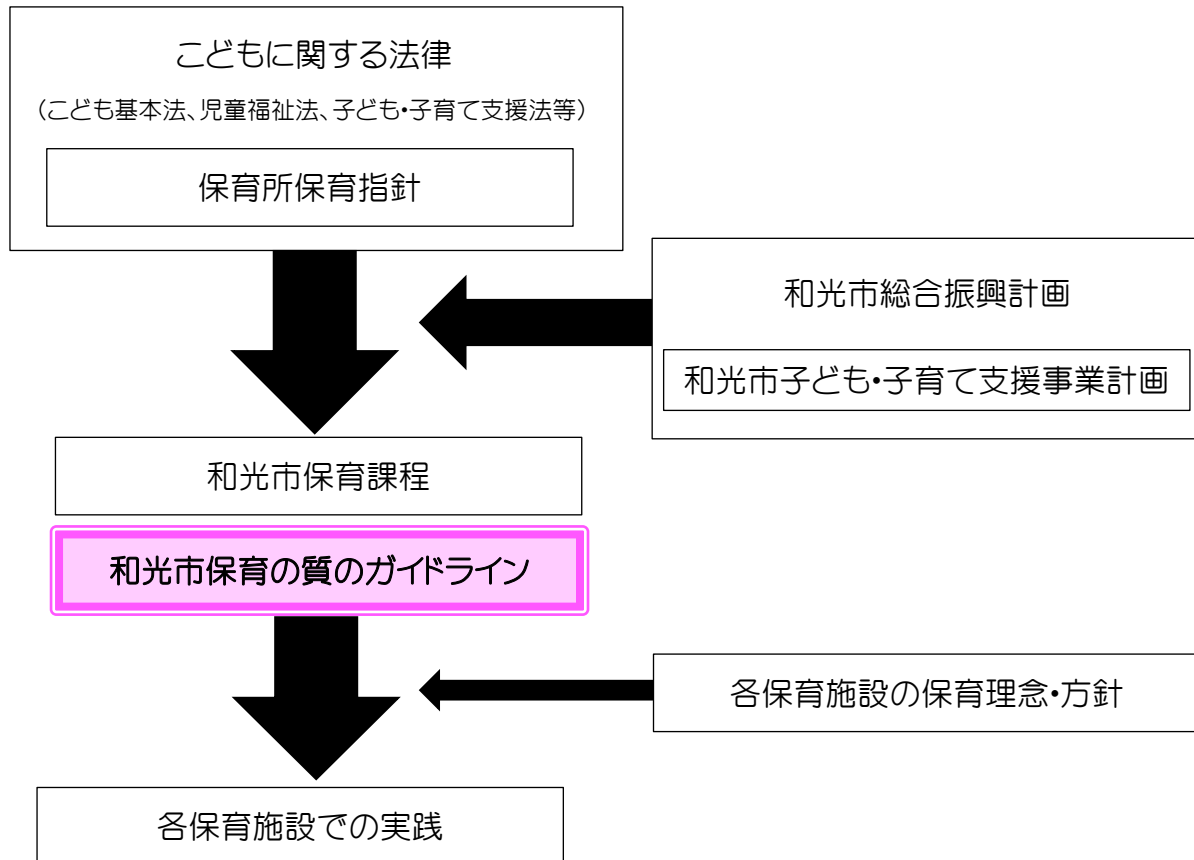 こどもに関する法律
（こども基本法、児童福祉法、子ども・子育て支援法等）
保育所保育指針
和光市総合振興計画
和光市子ども・子育て支援事業計画
和光市保育課程
和光市保育の質のガイドライン
各保育施設の保育理念・方針
各保育施設での実践